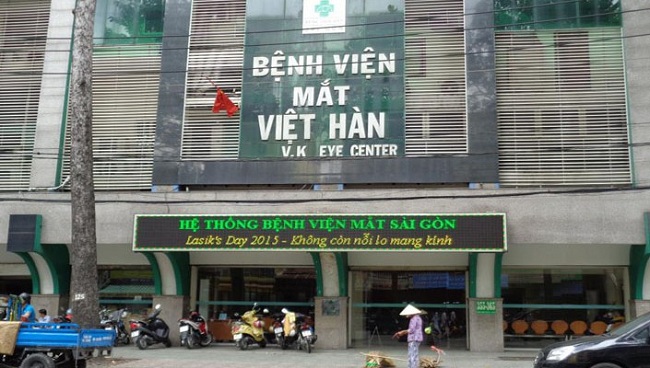 BỆNH VIỆN
MẮT
VIỆT HÀN
V.K EYE CENTER
HỆ THỐNG BỆNH VIỆN MẮT SÀI GÒN
Lasik's Day 2015 - Không còn nỗi lo mang kính